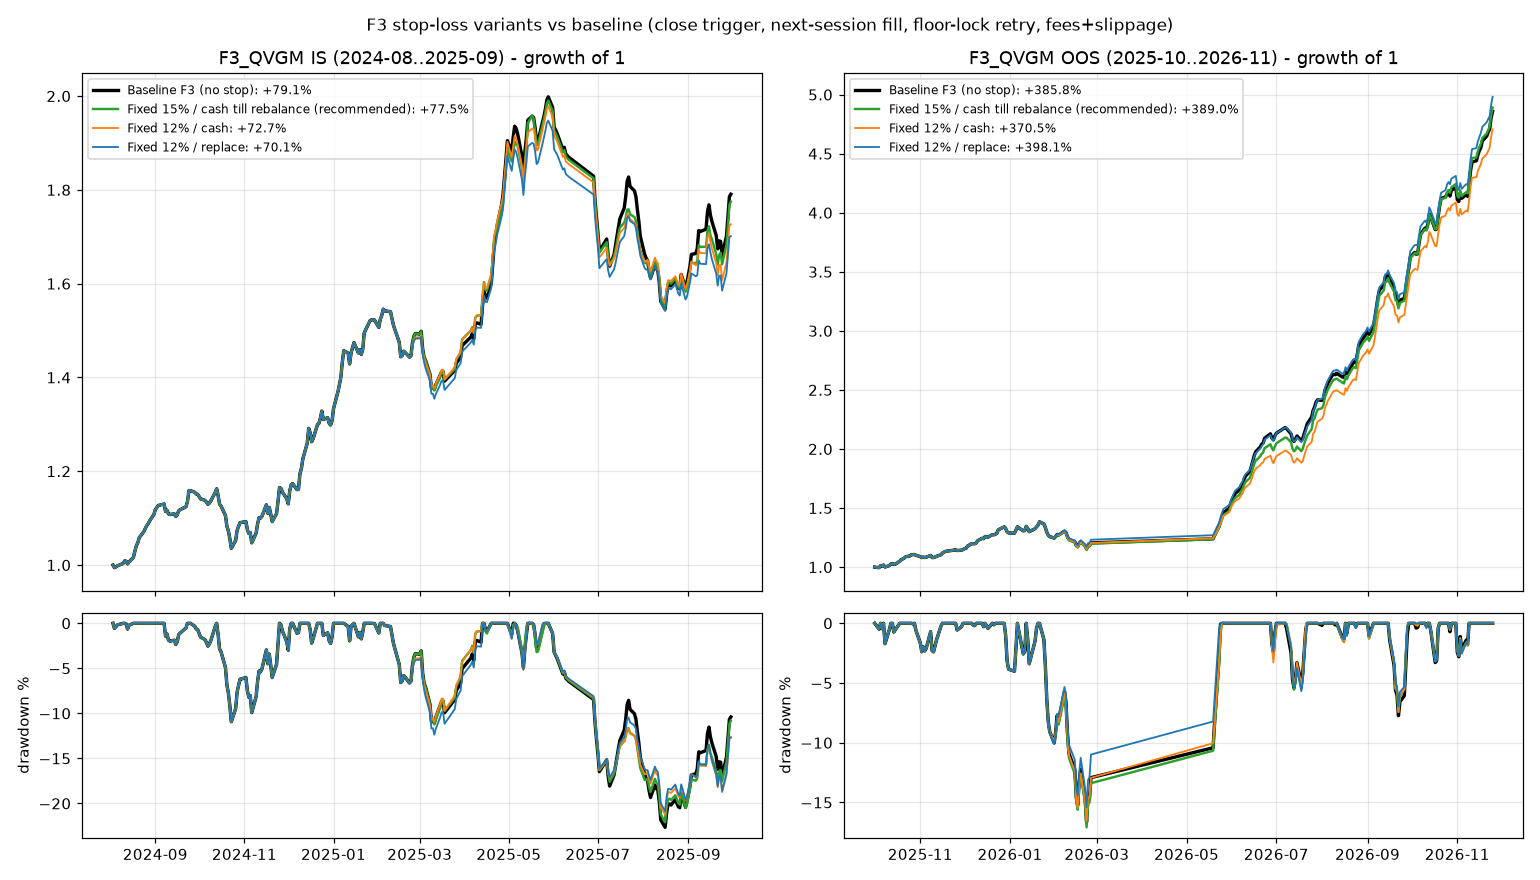 F3 stop-loss variants vs baseline (close trigger, next-session fill, floor-lock retry, fees+slippage)
F3_QVGM IS (2024-08..2025-09) - growth of 1
Baseline F3 (no stop): +79.1%
Fixed 15% / cash till rebalance (recommended): +77.5%
Fixed 12% / cash: +72.7%
Fixed 12% / replace: +70.1%
2.0
1.8
1.6
1.4
1.2
1.0
F3_QVGM OOS (2025-10..2026-11) - growth of 1
Baseline F3 (no stop): +385.8%
Fixed 15% / cash till rebalance (recommended): +389.0%
Fixed 12% / cash: +370.5%
Fixed 12% / replace: +398.1%
5.0
4.5
4.0
3.5
3.0
2.5
2.0
1.5
1.0
drawdown %
0
−5
−10
−15
−20
2024-09 2024-11 2025-01 2025-03 2025-05 2025-07 2025-09
drawdown %
0
−5
−10
−15
2025-11 2026-01 2026-03 2026-05 2026-07 2026-09 2026-11